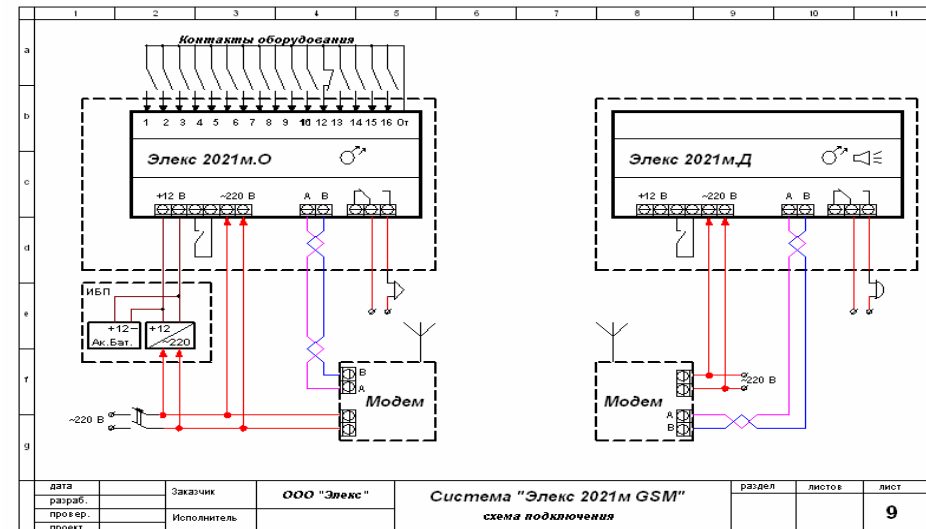 1 2 3 4 5 6 7 8 9 10 11
Контакты оборудования
a
b
c
d
e
f
g
1 2 3 4 5 6 7 8 9 10 12 13 14 15 16 От
Элекс 2021м.О
+12 В ~220 В А В
Элекс 2021м.Д
+12 В ~220 В А В
ИБП
+12-
Ак.Бат.
+12
~220
В
А
Модем
~220 В
Модем
~220 В
А
В
дата
разраб.
провер.
проект
Заказчик
Исполнитель
ООО "Элекс"
Система "Элекс 2021м GSM"
схема подключения
раздел
листов
лист
9